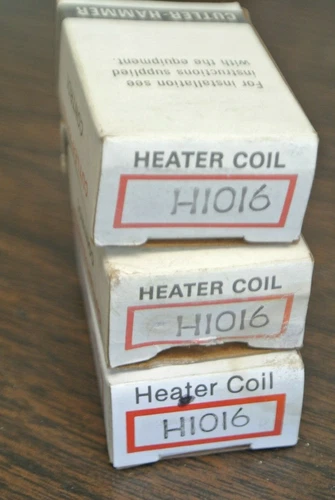 CUTLER-HAMMER
For installation see
instructions supplied
with the equipment.
HEATER COIL
H1016
HEATER COIL
H1016
Heater Coil
H1016